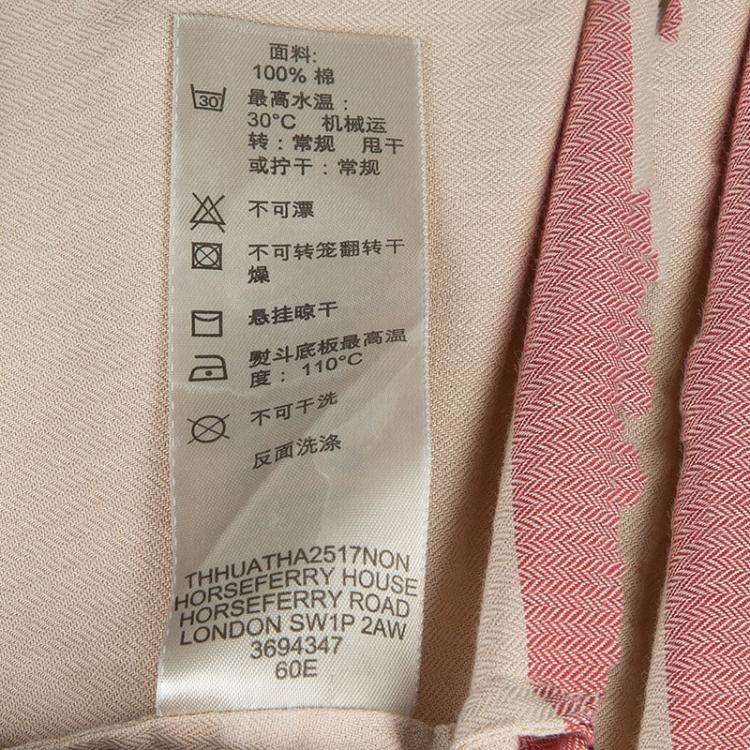 面料:
100% 棉
30
最高水温：
30°C 机械运
转：常规 甩干
或拧干：常规
不可漂
不可转笼翻转干
燥
悬挂晾干
熨斗底板最高温
度：110°C
不可干洗
反面洗涤
THHUATHA2517NON
HORSEFERRY HOUSE
HORSEFERRY ROAD
LONDON SW1P 2AW
3694347
60E